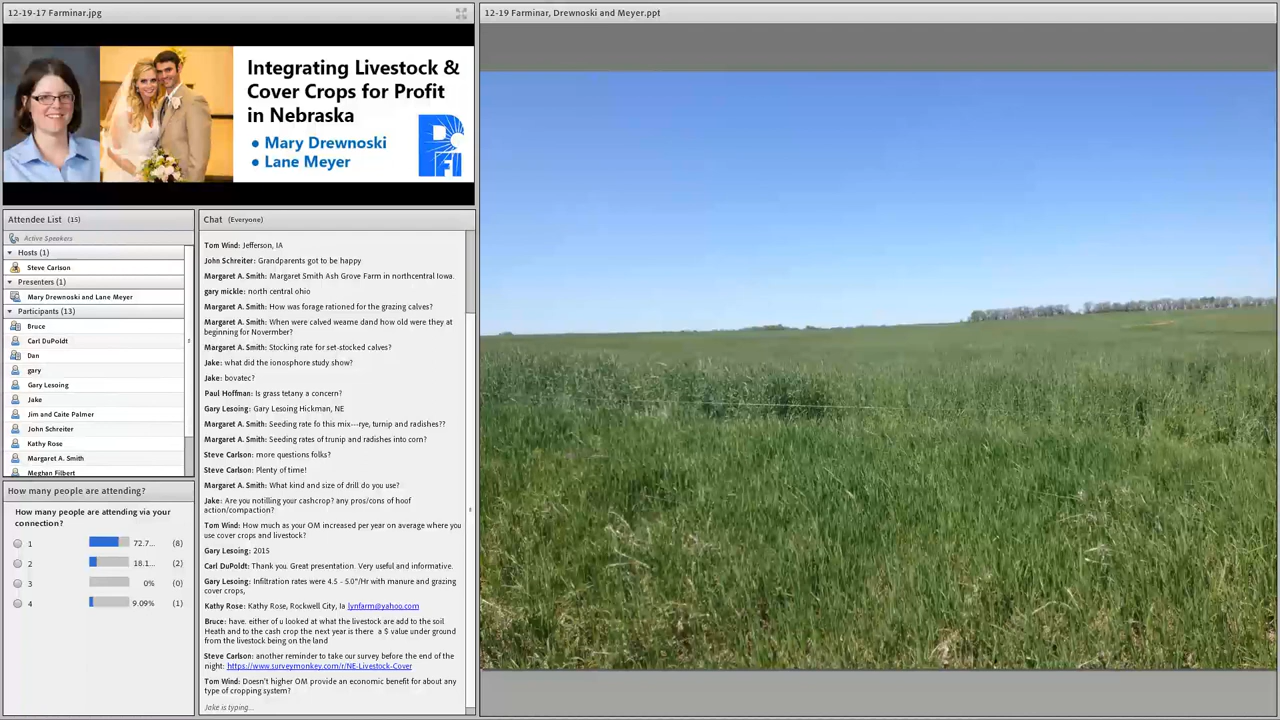 12-19-17 Farminar.jpg
Integrating Livestock &
Cover Crops for Profit
in Nebraska
• Mary Drewnoski
• Lane Meyer
PFI
Attendee List (15)
Active Speakers
Hosts (1)
Steve Carlson
Presenters (1)
Mary Drewnoski and Lane Meyer
Participants (13)
Bruce
Carl DuPoldt
Dan
gary
Gary Lesoing
Jake
Jim and Caite Palmer
John Schreiter
Kathy Rose
Margaret A. Smith
Meghan Filbert
How many people are attending?
How many people are attending via your
connection?
1 72.7... (8)
2 18.1... (2)
3 0% (0)
4 9.09% (1)
Chat (Everyone)
Tom Wind: Jefferson, IA
John Schreiter: Grandparents got to be happy
Margaret A. Smith: Margaret Smith Ash Grove Farm in northcentral Iowa.
gary mickle: north central ohio
Margaret A. Smith: How was forage rationed for the grazing calves?
Margaret A. Smith: When were calved weame dand how old were they at
beginning for Novermber?
Margaret A. Smith: Stocking rate for set-stocked calves?
Jake: what did the ionosphore study show?
Jake: bovatec?
Paul Hoffman: Is grass tetany a concern?
Gary Lesoing: Gary Lesoing Hickman, NE
Margaret A. Smith: Seeding rate fo this mix---rye, turnip and radishes??
Margaret A. Smith: Seeding rates of trunip and radishes into corn?
Steve Carlson: more questions folks?
Steve Carlson: Plenty of time!
Margaret A. Smith: What kind and size of drill do you use?
Jake: Are you notilling your cashcrop? any pros/cons of hoof
action/compaction?
Tom Wind: How much as your OM increased per year on average where you
use cover crops and livestock?
Gary Lesoing: 2015
Carl DuPoldt: Thank you. Great presentation. Very useful and informative.
Gary Lesoing: Infiltration rates were 4.5 - 5.0"/Hr with manure and grazing
cover crops,
Kathy Rose: Kathy Rose, Rockwell City, Ia lynfarm@yahoo.com
Bruce: have. either of u looked at what the livestock are add to the soil
Heath and to the cash crop the next year is there a $ value under ground
from the livestock being on the land
Steve Carlson: another reminder to take our survey before the end of the
night: https://www.surveymonkey.com/r/NE-Livestock-Cover
Tom Wind: Doesn't higher OM provide an economic benefit for about any
type of cropping system?
Jake is typing...
12-19 Farminar, Drewnoski and Meyer.ppt